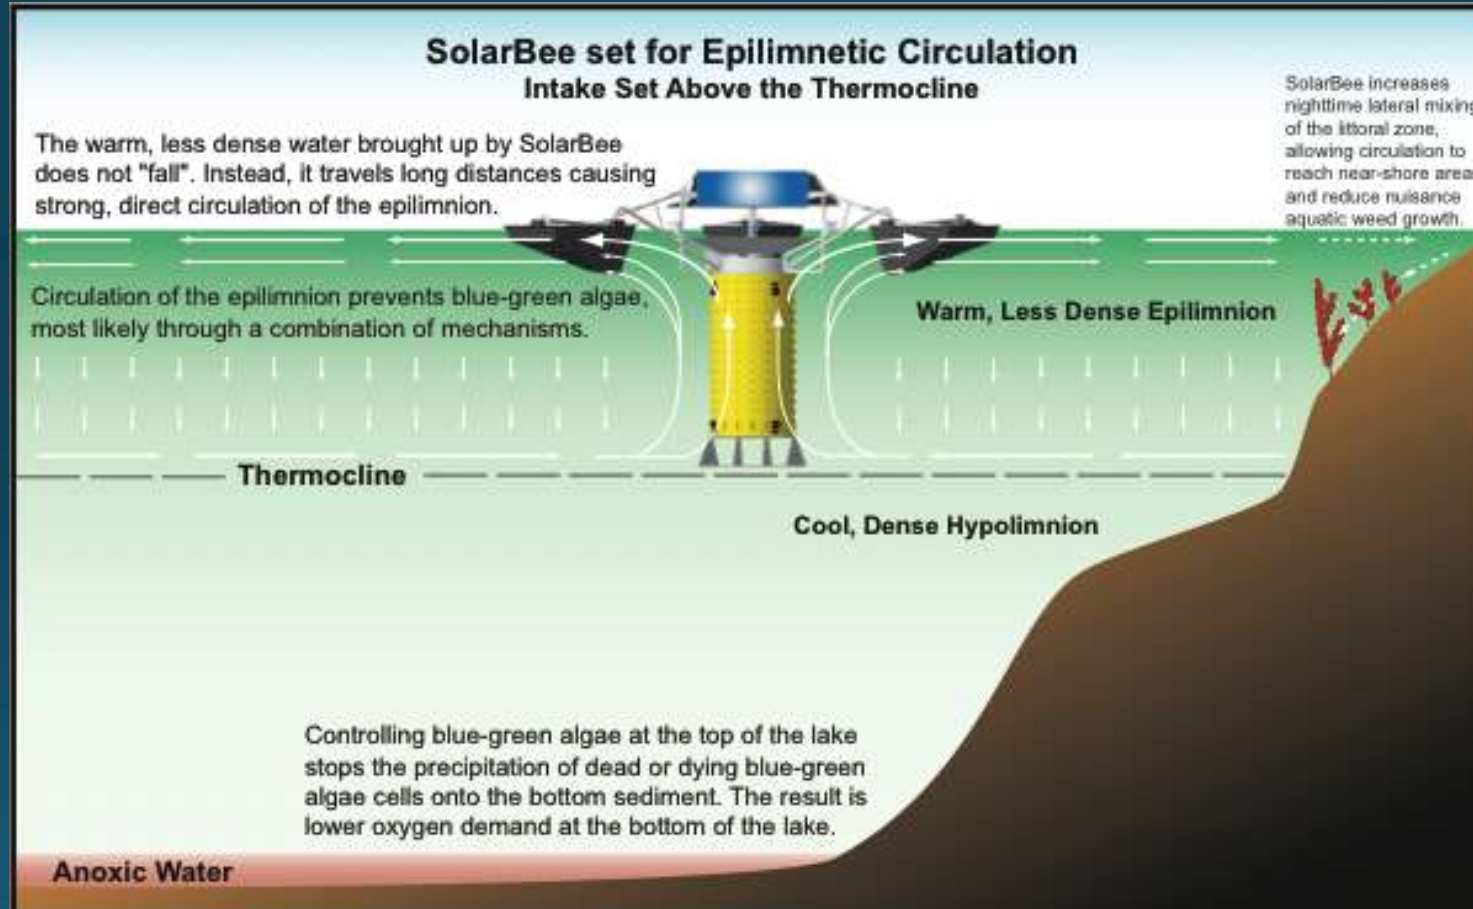 SolarBee set for Epilimnetic Circulation
Intake Set Above the Thermocline
SolarBee increases
nighttime lateral mixing
of the littoral zone,
allowing circulation to
reach near-shore area
and reduce nuisance
aquatic weed growth.
The warm, less dense water brought up by SolarBee
does not "fall". Instead, it travels long distances causing
strong, direct circulation of the epilimnion.
Circulation of the epilimnion prevents blue-green algae,
most likely through a combination of mechanisms.
Warm, Less Dense Epilimnion
Thermocline
Cool, Dense Hypolimnion
Controlling blue-green algae at the top of the lake
stops the precipitation of dead or dying blue-green
algae cells onto the bottom sediment. The result is
lower oxygen demand at the bottom of the lake.
Anoxic Water